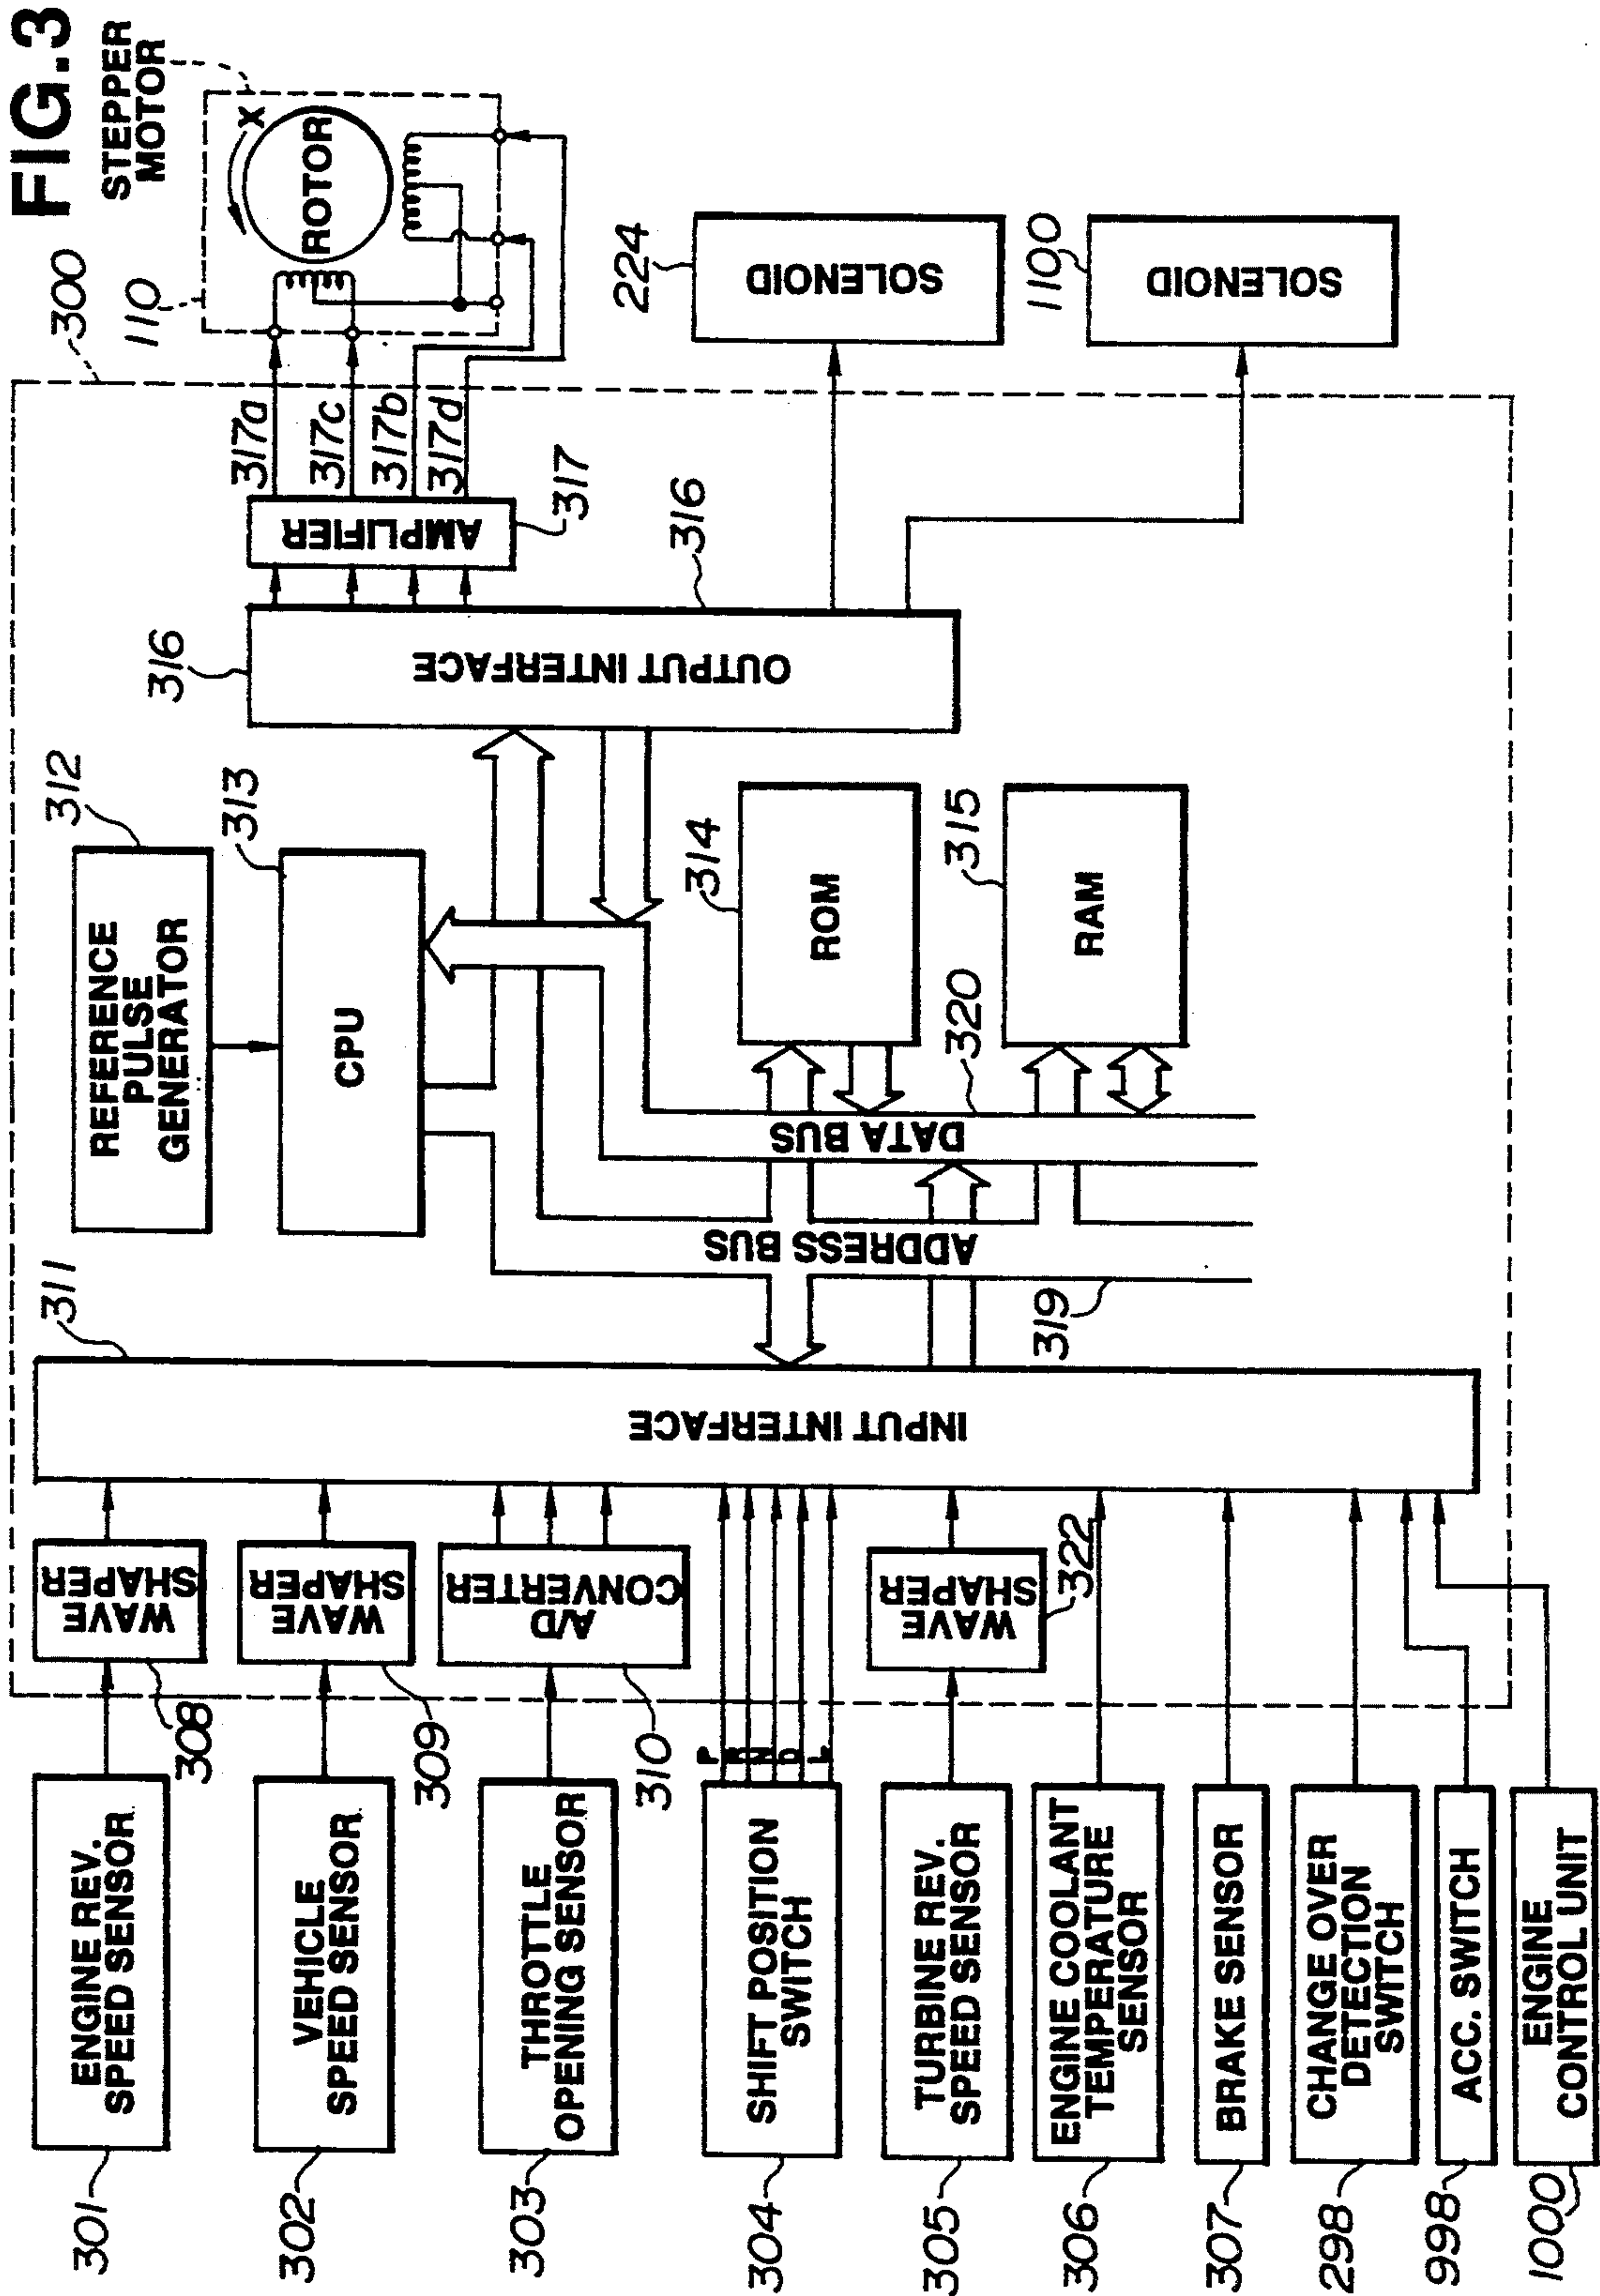 FIG.3
301
ENGINE REV.
SPEED SENSOR
308
WAVE
SHAPER
311
INPUT INTERFACE
302
VEHICLE
SPEED SENSOR
309
WAVE
SHAPER
303
THROTTLE
OPENING SENSOR
310
A/D
CONVERTER
304
SHIFT POSITION
SWITCH
P
R
N
D
L
305
TURBINE REV.
SPEED SENSOR
WAVE
SHAPER
322
306
ENGINE COOLANT
TEMPERATURE
SENSOR
307
BRAKE SENSOR
298
CHANGE OVER
DETECTION
SWITCH
998
ACC. SWITCH
1000
ENGINE
CONTROL UNIT
REFERENCE
PULSE
GENERATOR
312
CPU
313
ADDRESS BUS
319
DATA BUS
320
ROM
314
RAM
315
316
OUTPUT INTERFACE
316
AMPLIFIER
317
317a
317c
317b
317d
300
110
STEPPER
MOTOR
X
ROTOR
224
SOLENOID
1100
SOLENOID